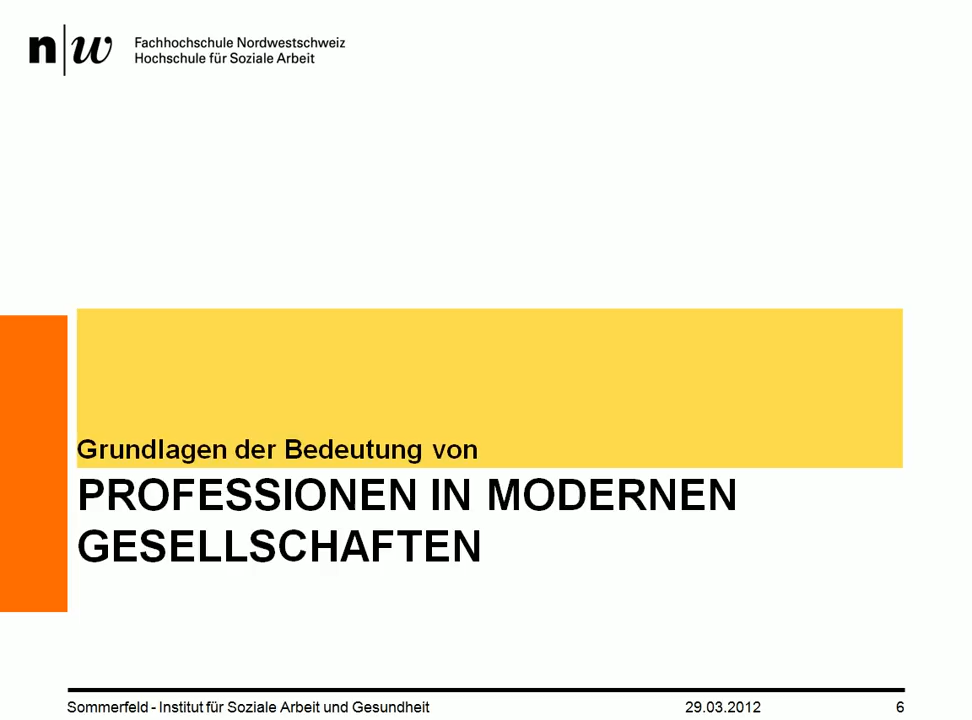 n|w
Fachhochschule Nordwestschweiz
Hochschule für Soziale Arbeit
Grundlagen der Bedeutung von
PROFESSIONEN IN MODERNEN
GESELLSCHAFTEN
Sommerfeld - Institut für Soziale Arbeit und Gesundheit 29.03.2012 6